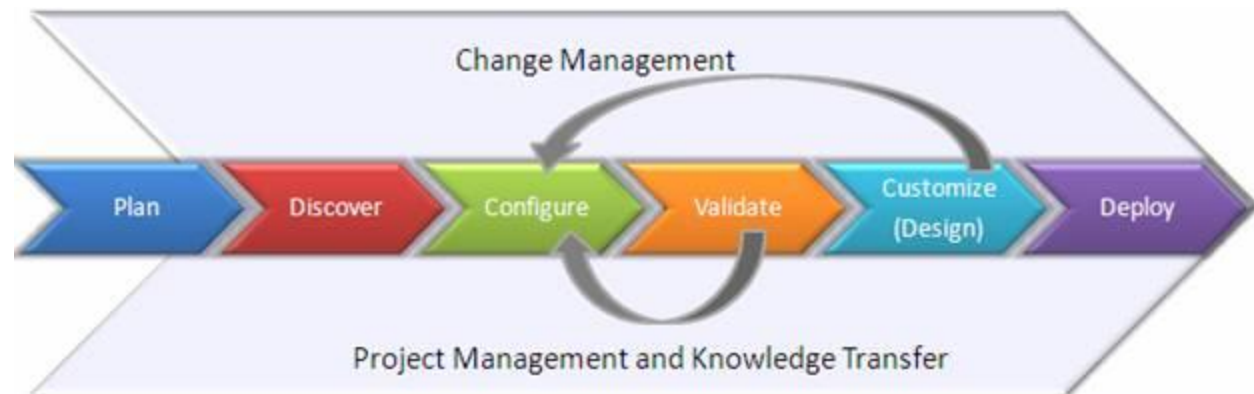 Change Management
Plan
Discover
Configure
Validate
Customize
(Design)
Deploy
Project Management and Knowledge Transfer